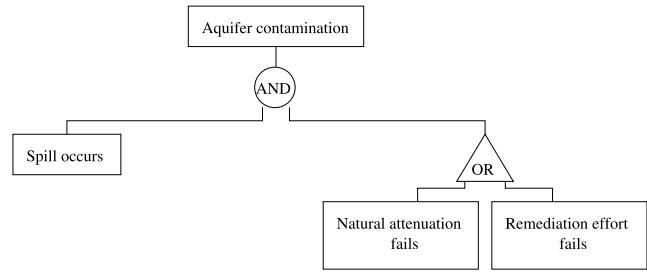 Aquifer contamination
AND
Spill occurs
OR
Natural attenuation
fails
Remediation effort
fails